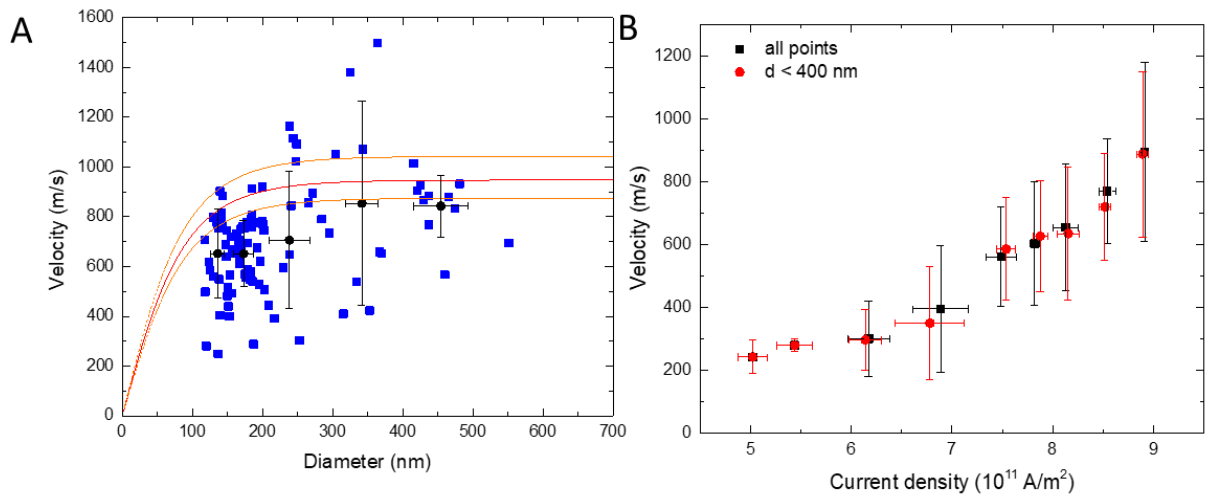 A
1600
1400
1200
1000
800
600
400
200
0
Velocity (m/s)
0 100 200 300 400 500 600 700
Diameter (nm)
B
all points
d < 400 nm
1200
1000
800
600
400
200
0
Velocity (m/s)
5 6 7 8 9
Current density (10¹¹ A/m²)